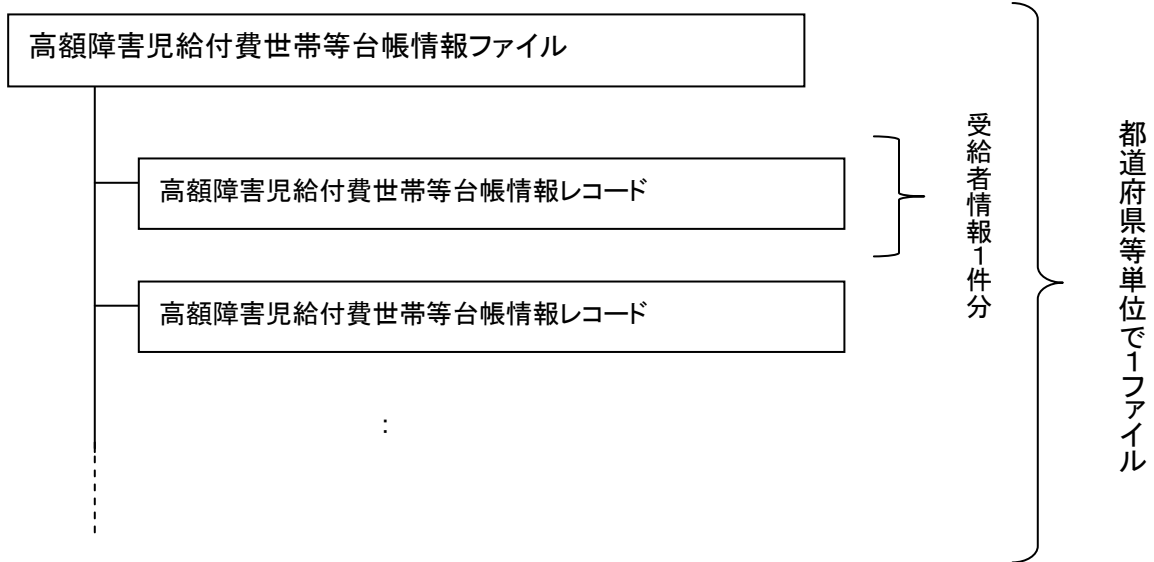 高額障害児給付費世帯等台帳情報ファイル
高額障害児給付費世帯等台帳情報レコード
受給者情報1件分
都道府県等単位で1ファイル
高額障害児給付費世帯等台帳情報レコード
: